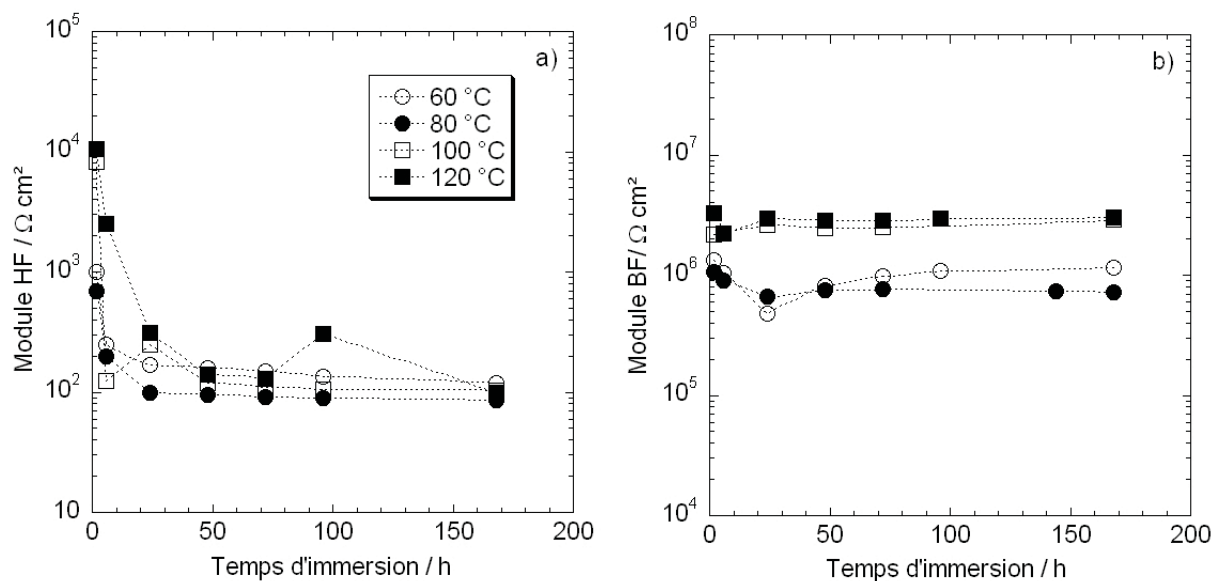 a)
60 °C
80 °C
100 °C
120 °C
Module HF / Ω cm²
10⁵
10⁴
10³
10²
10
0 50 100 150 200
Temps d'immersion / h
b)
Module BF/ Ω cm²
10⁸
10⁷
10⁶
10⁵
10⁴
0 50 100 150 200
Temps d'immersion / h